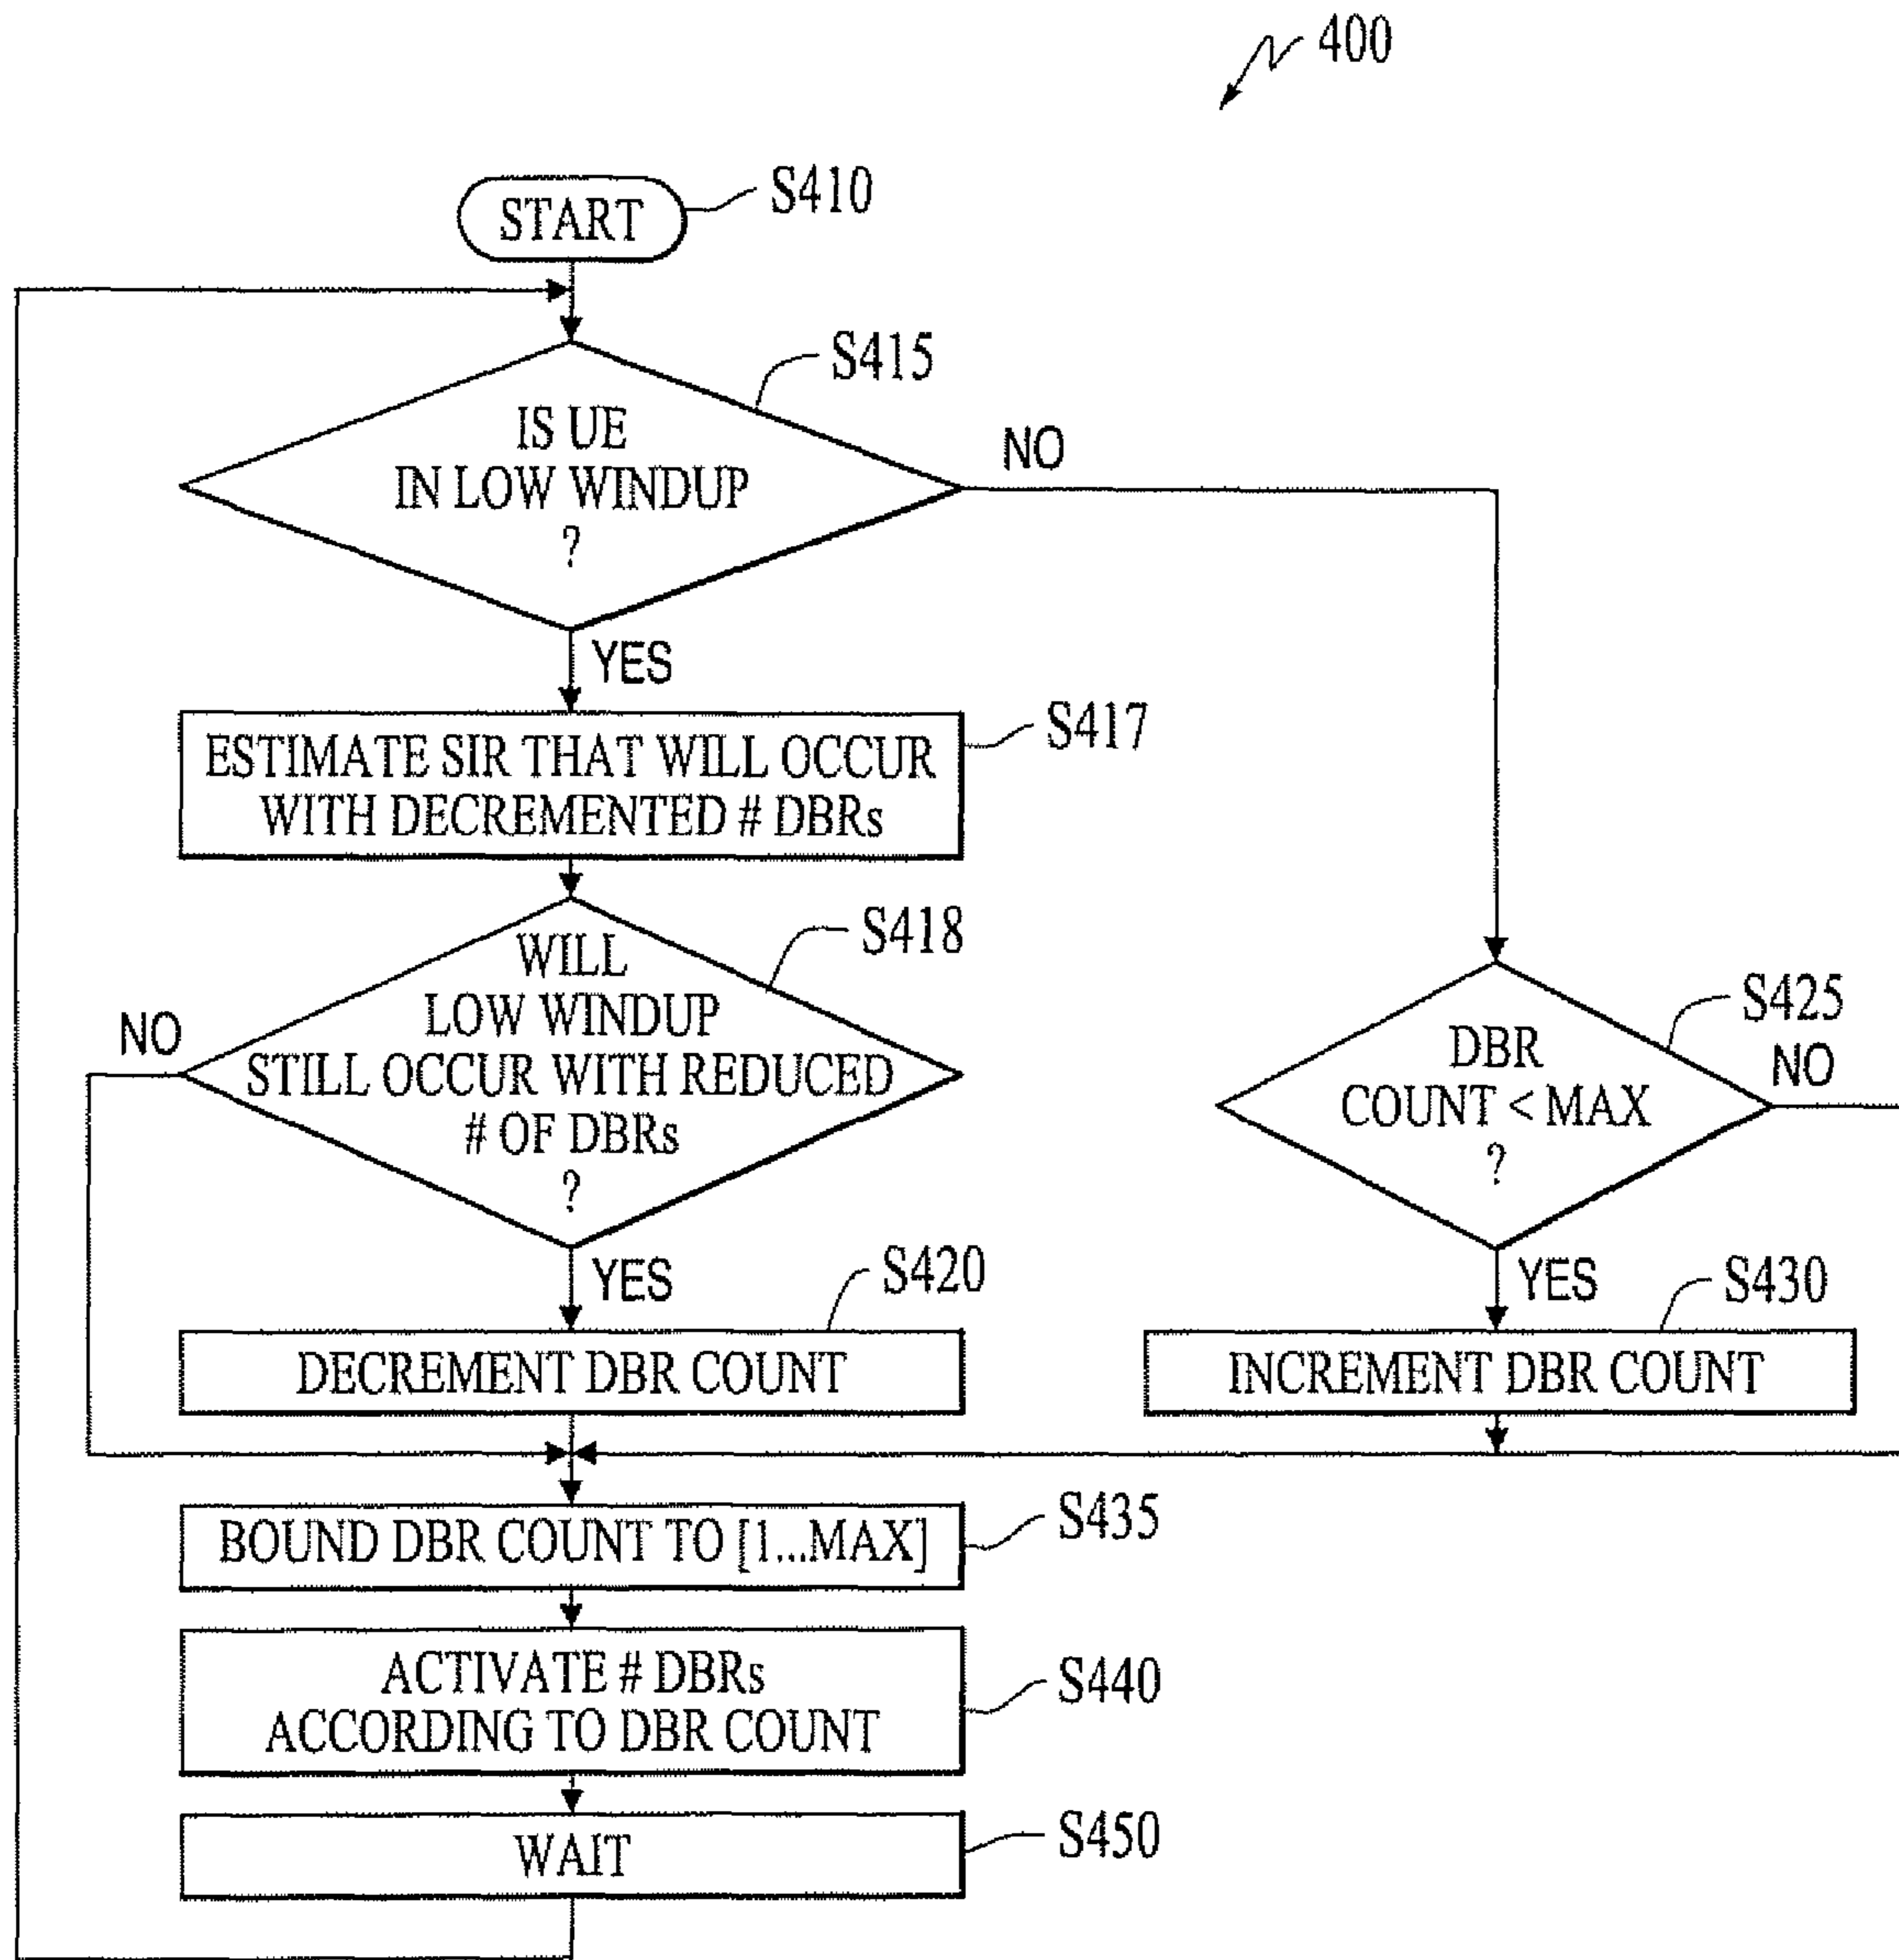 400
START
S410
IS UE
IN LOW WINDUP
?
S415
NO
YES
ESTIMATE SIR THAT WILL OCCUR
WITH DECREMENTED # DBRs
S417
WILL
LOW WINDUP
STILL OCCUR WITH REDUCED
# OF DBRs
?
S418
NO
YES
DBR
COUNT < MAX
?
S425
NO
YES
DECREMENT DBR COUNT
S420
INCREMENT DBR COUNT
S430
BOUND DBR COUNT TO [1...MAX]
S435
ACTIVATE # DBRs
ACCORDING TO DBR COUNT
S440
WAIT
S450